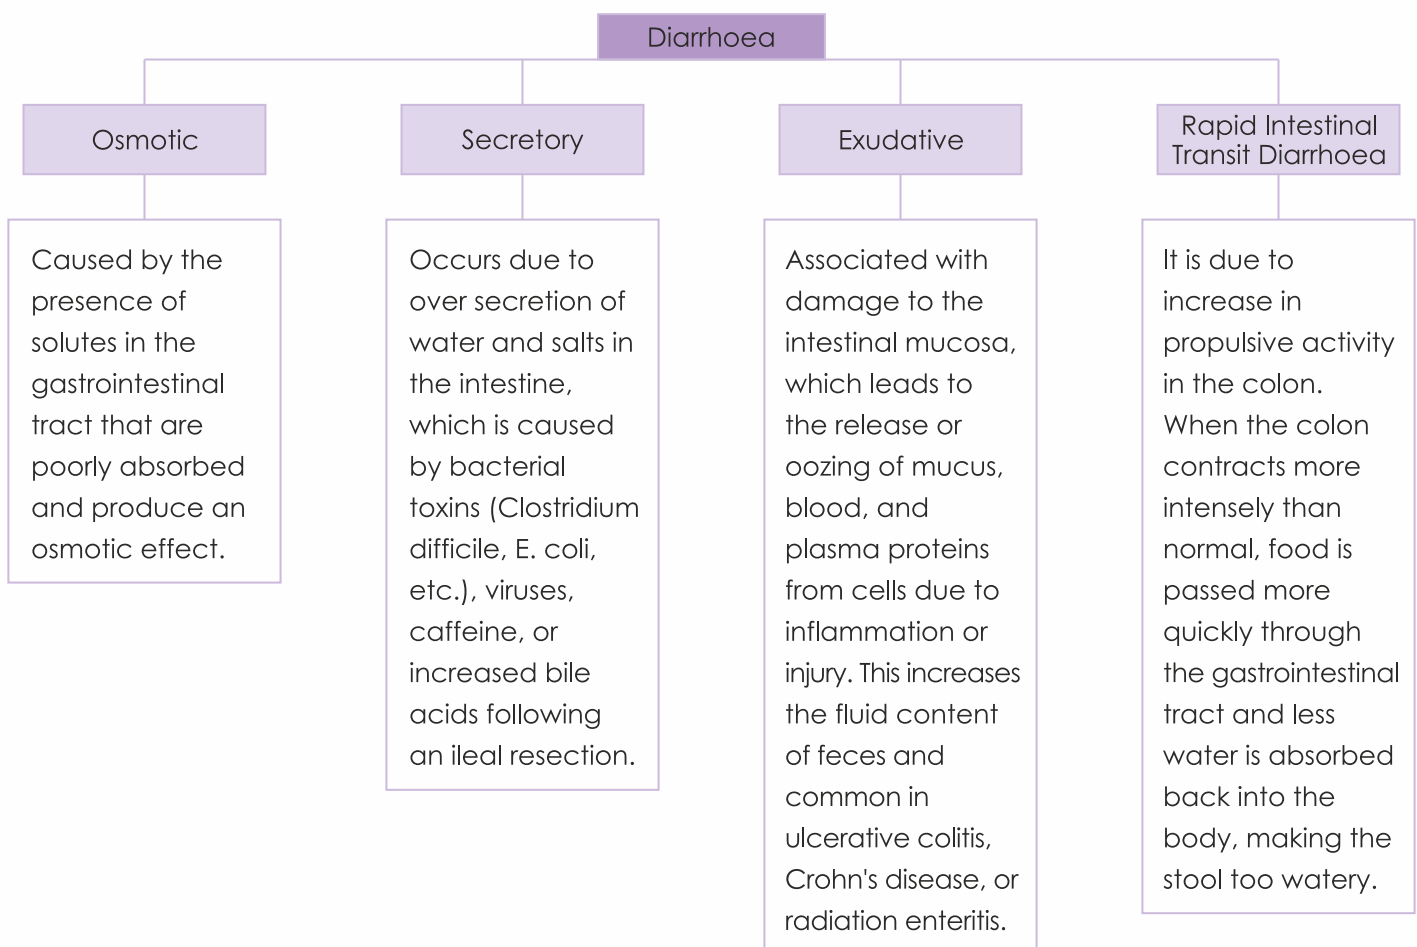 Diarrhoea
Osmotic
Caused by the
presence of
solutes in the
gastrointestinal
tract that are
poorly absorbed
and produce an
osmotic effect.
Secretory
Occurs due to
over secretion of
water and salts in
the intestine,
which is caused
by bacterial
toxins (Clostridium
difficile, E. coli,
etc.), viruses,
caffeine, or
increased bile
acids following
an ileal resection.
Exudative
Associated with
damage to the
intestinal mucosa,
which leads to
the release or
oozing of mucus,
blood, and
plasma proteins
from cells due to
inflammation or
injury. This increases
the fluid content
of feces and
common in
ulcerative colitis,
Crohn's disease, or
radiation enteritis.
Rapid Intestinal
Transit Diarrhoea
It is due to
increase in
propulsive activity
in the colon.
When the colon
contracts more
intensely than
normal, food is
passed more
quickly through
the gastrointestinal
tract and less
water is absorbed
back into the
body, making the
stool too watery.